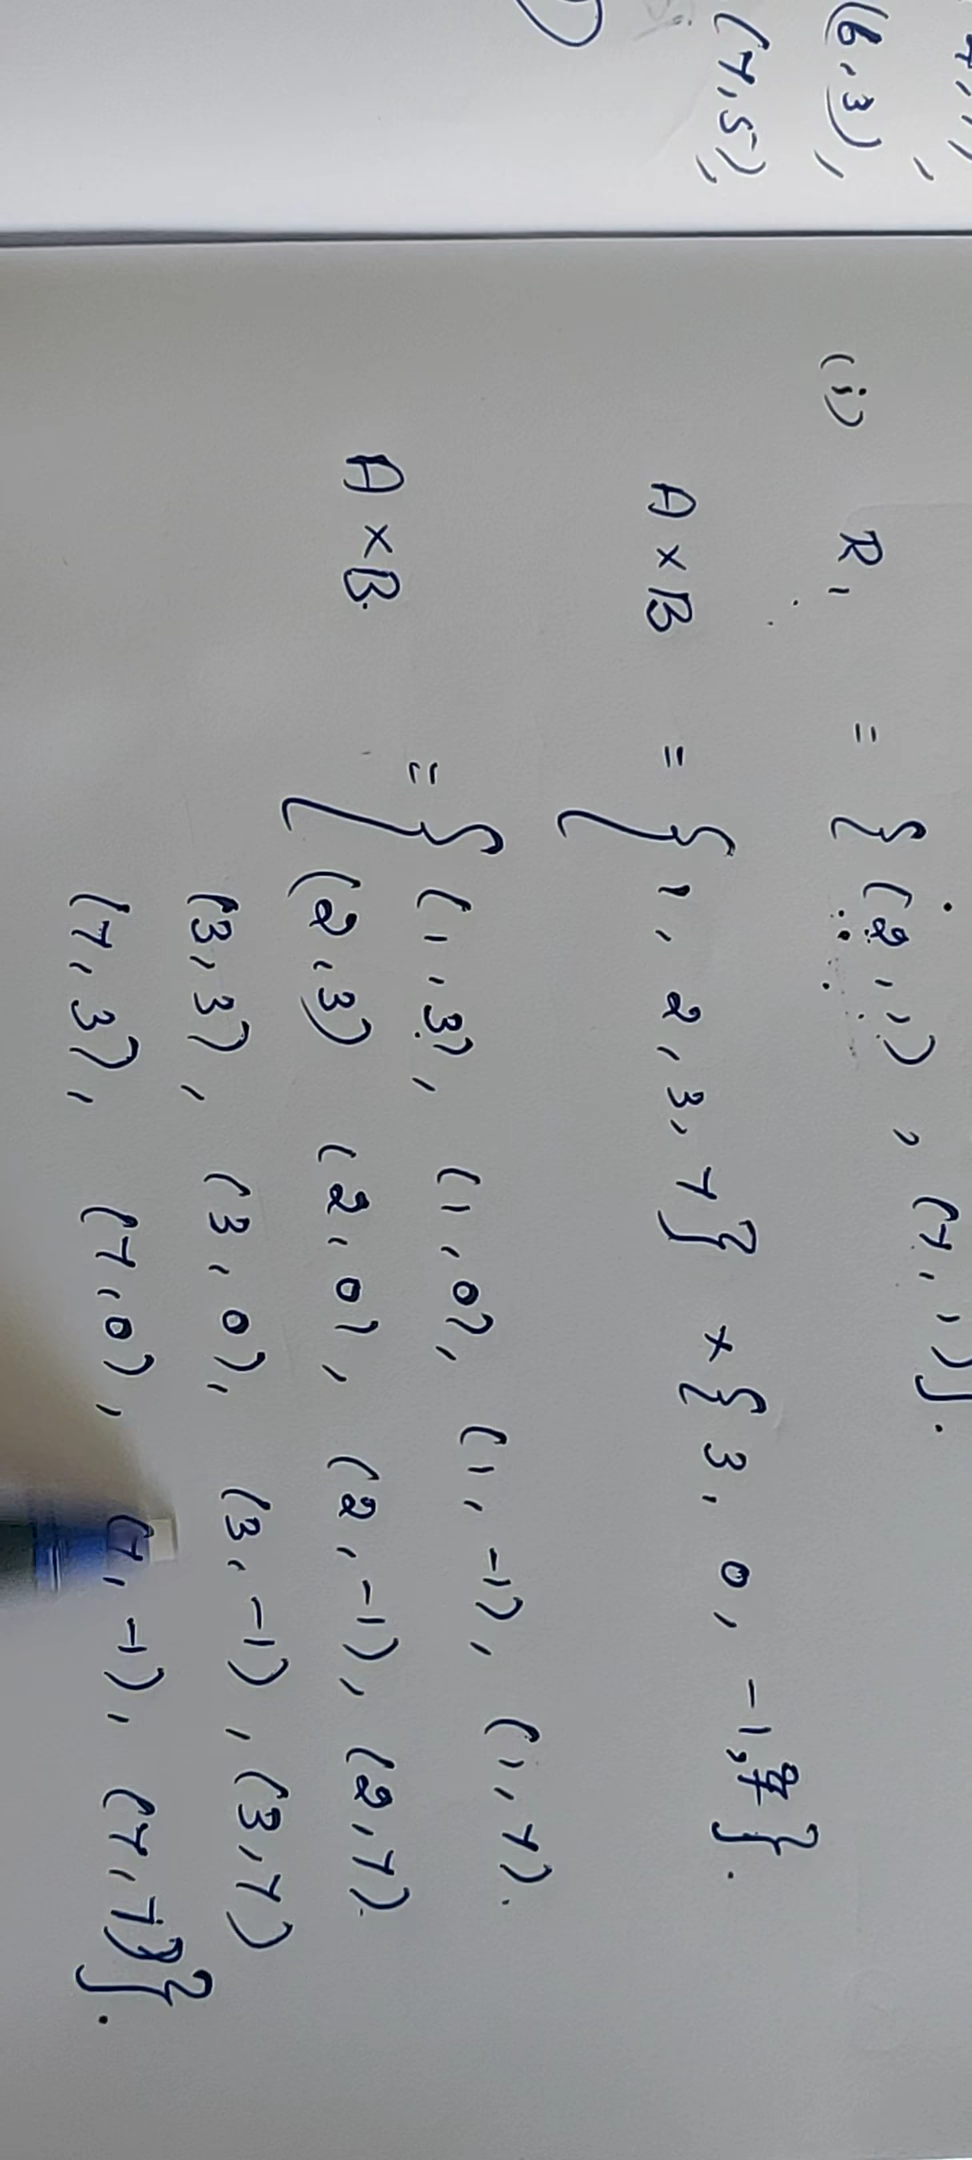 (6,3),
(7,5),
(i) R₁ = { (2,1), (7,1)}.
A × B = { 1, 2, 3, 7} × { 3, 0, -1, 7}.
A × B = { (1,3), (1,0), (1,-1), (1,7).
(2,3) (2,0), (2,-1), (2,7).
(3,3), (3,0), (3,-1), (3,7)
(7,3), (7,0), (7,-1), (7,7)}.